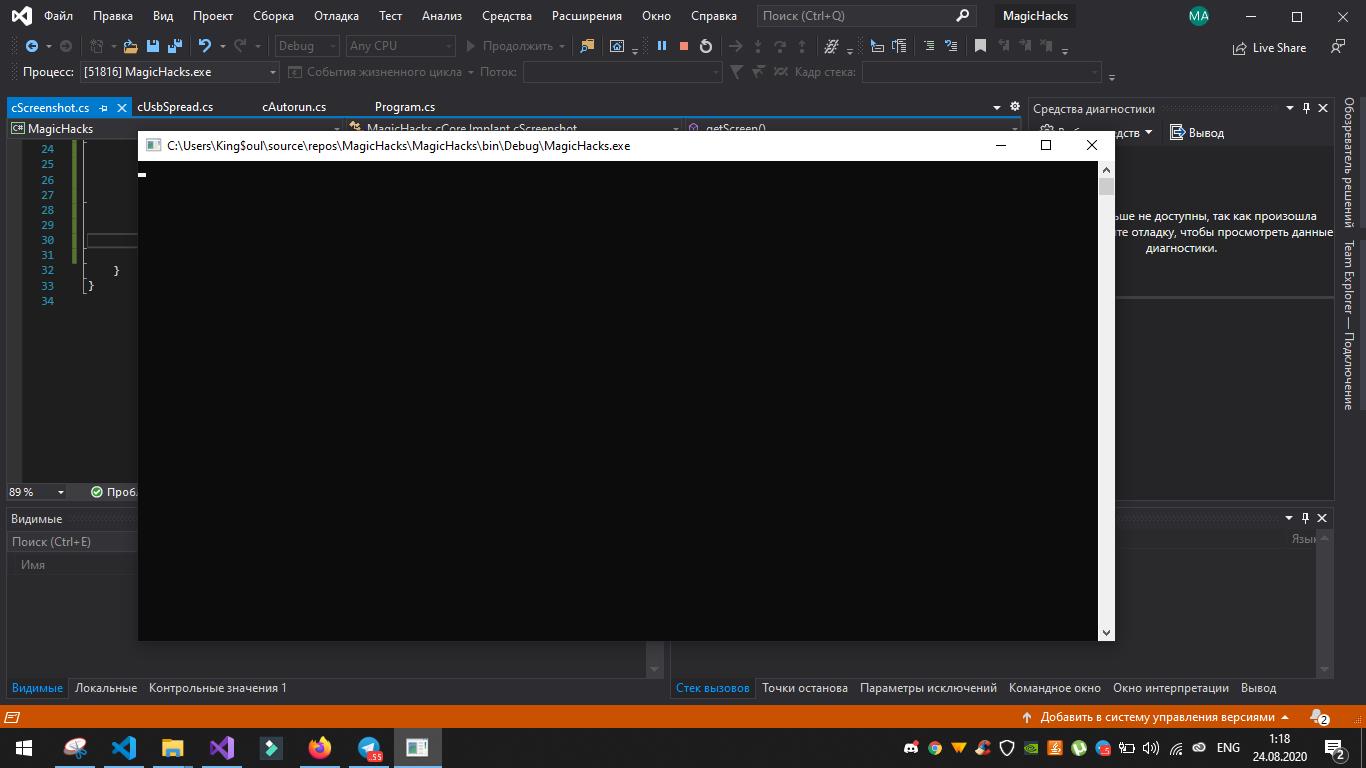 Файл Правка Вид Проект Сборка Отладка Тест Анализ Средства Расширения Окно Справка Поиск (Ctrl+Q) MagicHacks MA
Debug Any CPU Продолжить Live Share
Процесс: [51816] MagicHacks.exe События жизненного цикла Поток: Кадр стека:
cScreenshot.cs cUsbSpread.cs cAutorun.cs Program.cs
Средства диагностики
MagicHacks MagicHacks.cCore.Implant.cScreenshot getScreen()
Вывод
C:\Users\King$oul\source\repos\MagicHacks\MagicHacks\bin\Debug\MagicHacks.exe
24
25
26
27
28
29
30
31
32 }
33 }
34
ьше не доступны, так как произошла
те отладку, чтобы просмотреть данные
диагностики.
Обозреватель решений
Team Explorer — Подключение
89 % Пробл
Видимые
Поиск (Ctrl+E)
Имя
Язык
Видимые Локальные Контрольные значения 1
Стек вызовов Точки останова Параметры исключений Командное окно Окно интерпретации Вывод
Добавить в систему управления версиями 2
55
ENG
1:18
24.08.2020
2